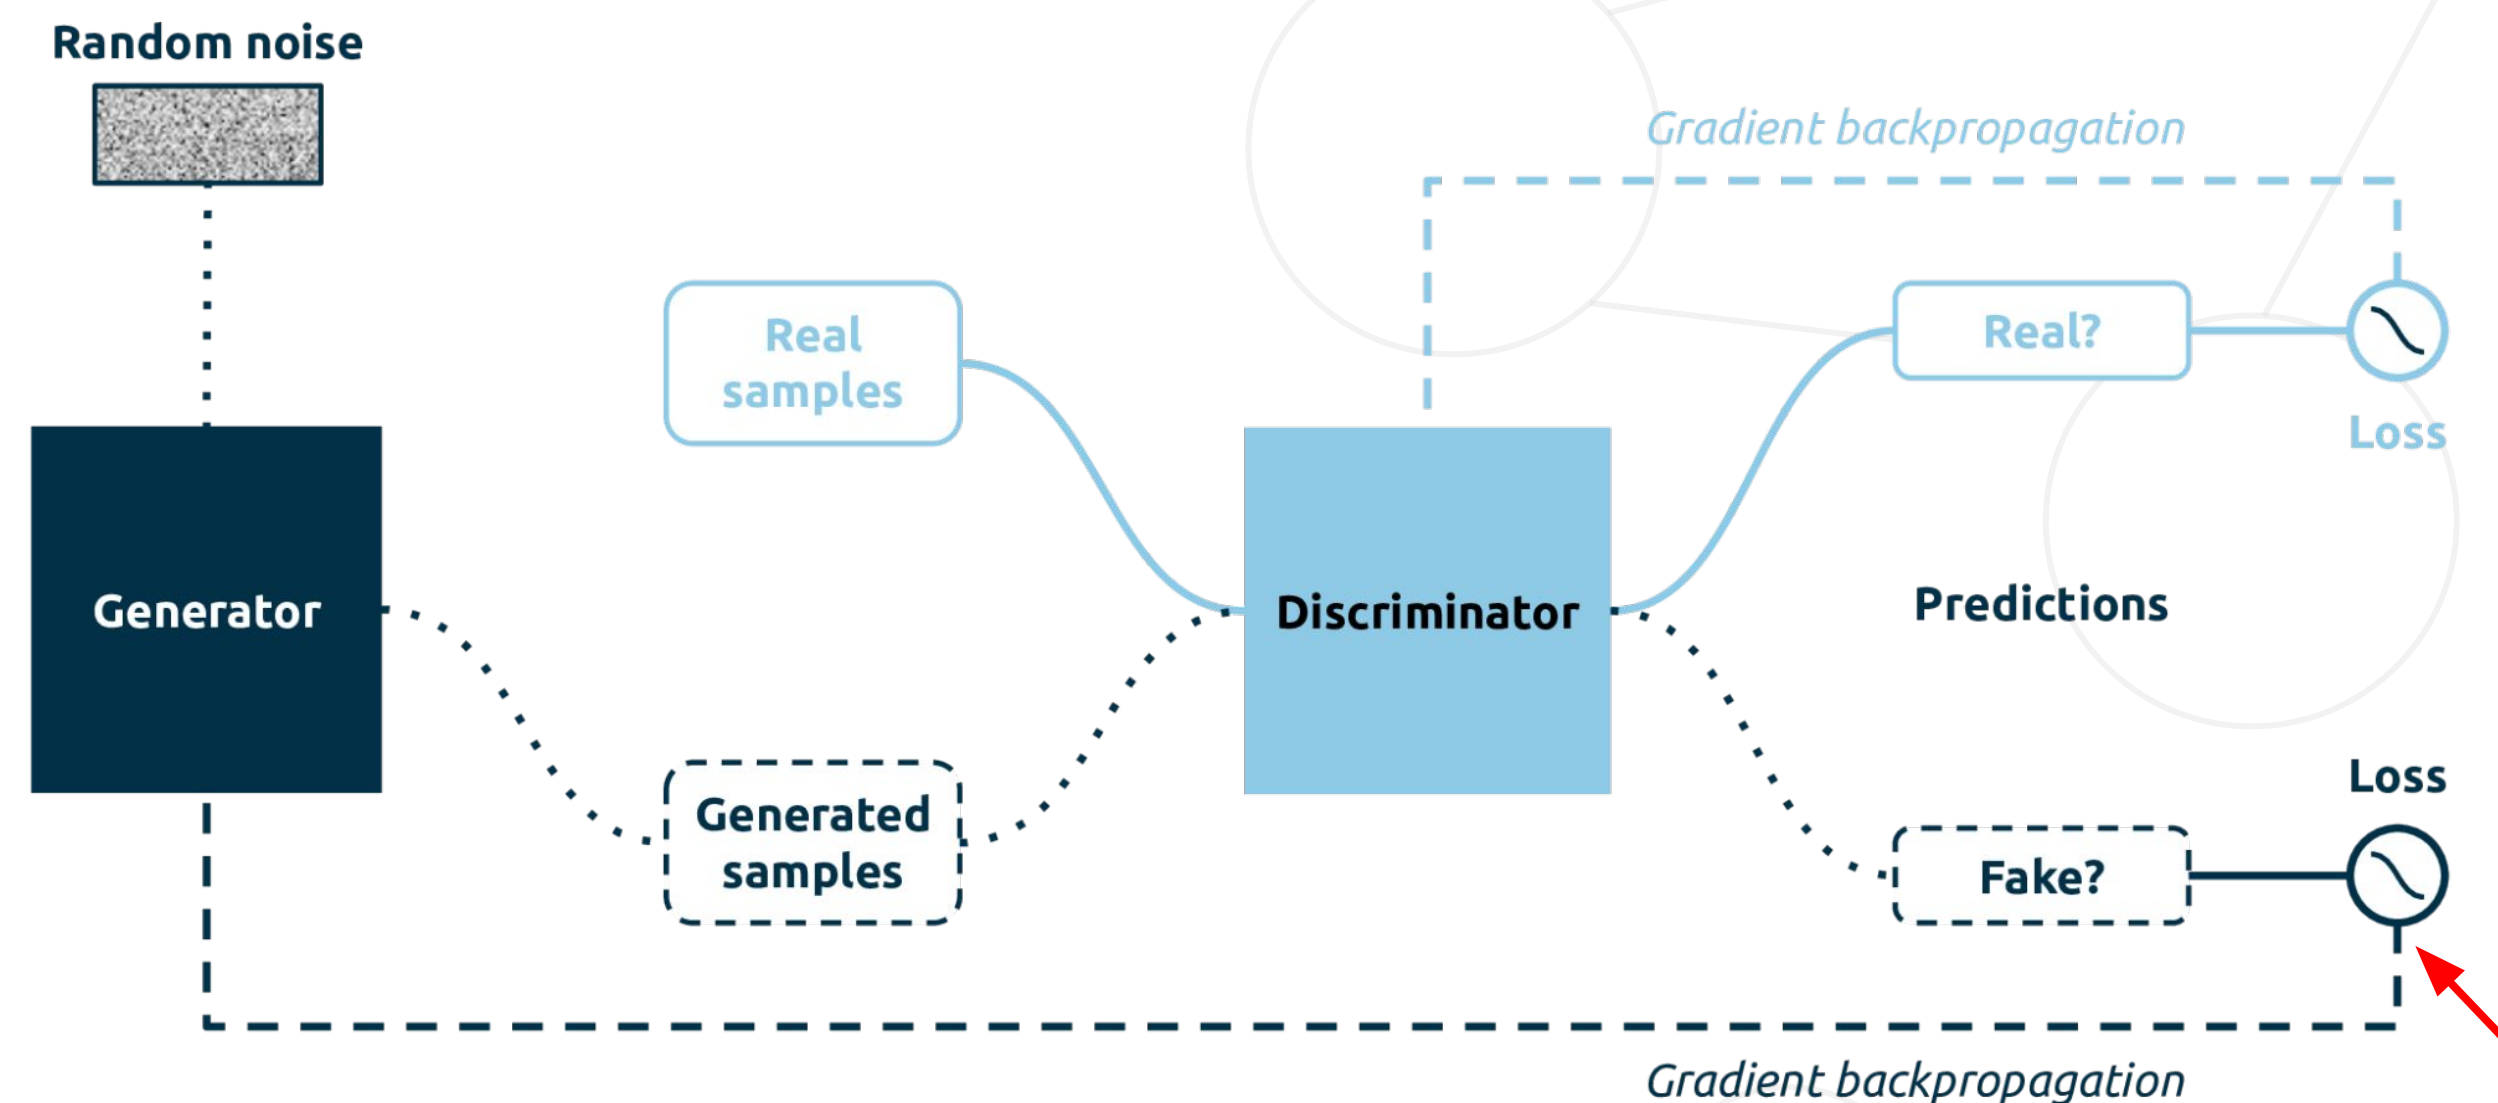 Random noise
Gradient backpropagation
Real
samples
Real?
Loss
Generator
Discriminator
Predictions
Generated
samples
Loss
Fake?
Gradient backpropagation